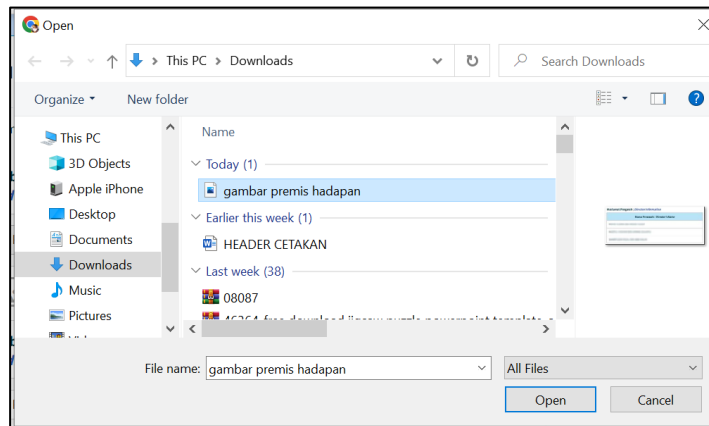 Open
This PC > Downloads
Search Downloads
Organize
New folder
This PC
3D Objects
Apple iPhone
Desktop
Documents
Downloads
Music
Pictures
Name
Today (1)
gambar premis hadapan
Earlier this week (1)
HEADER CETAKAN
Last week (38)
08087
File name: gambar premis hadapan
All Files
Open
Cancel